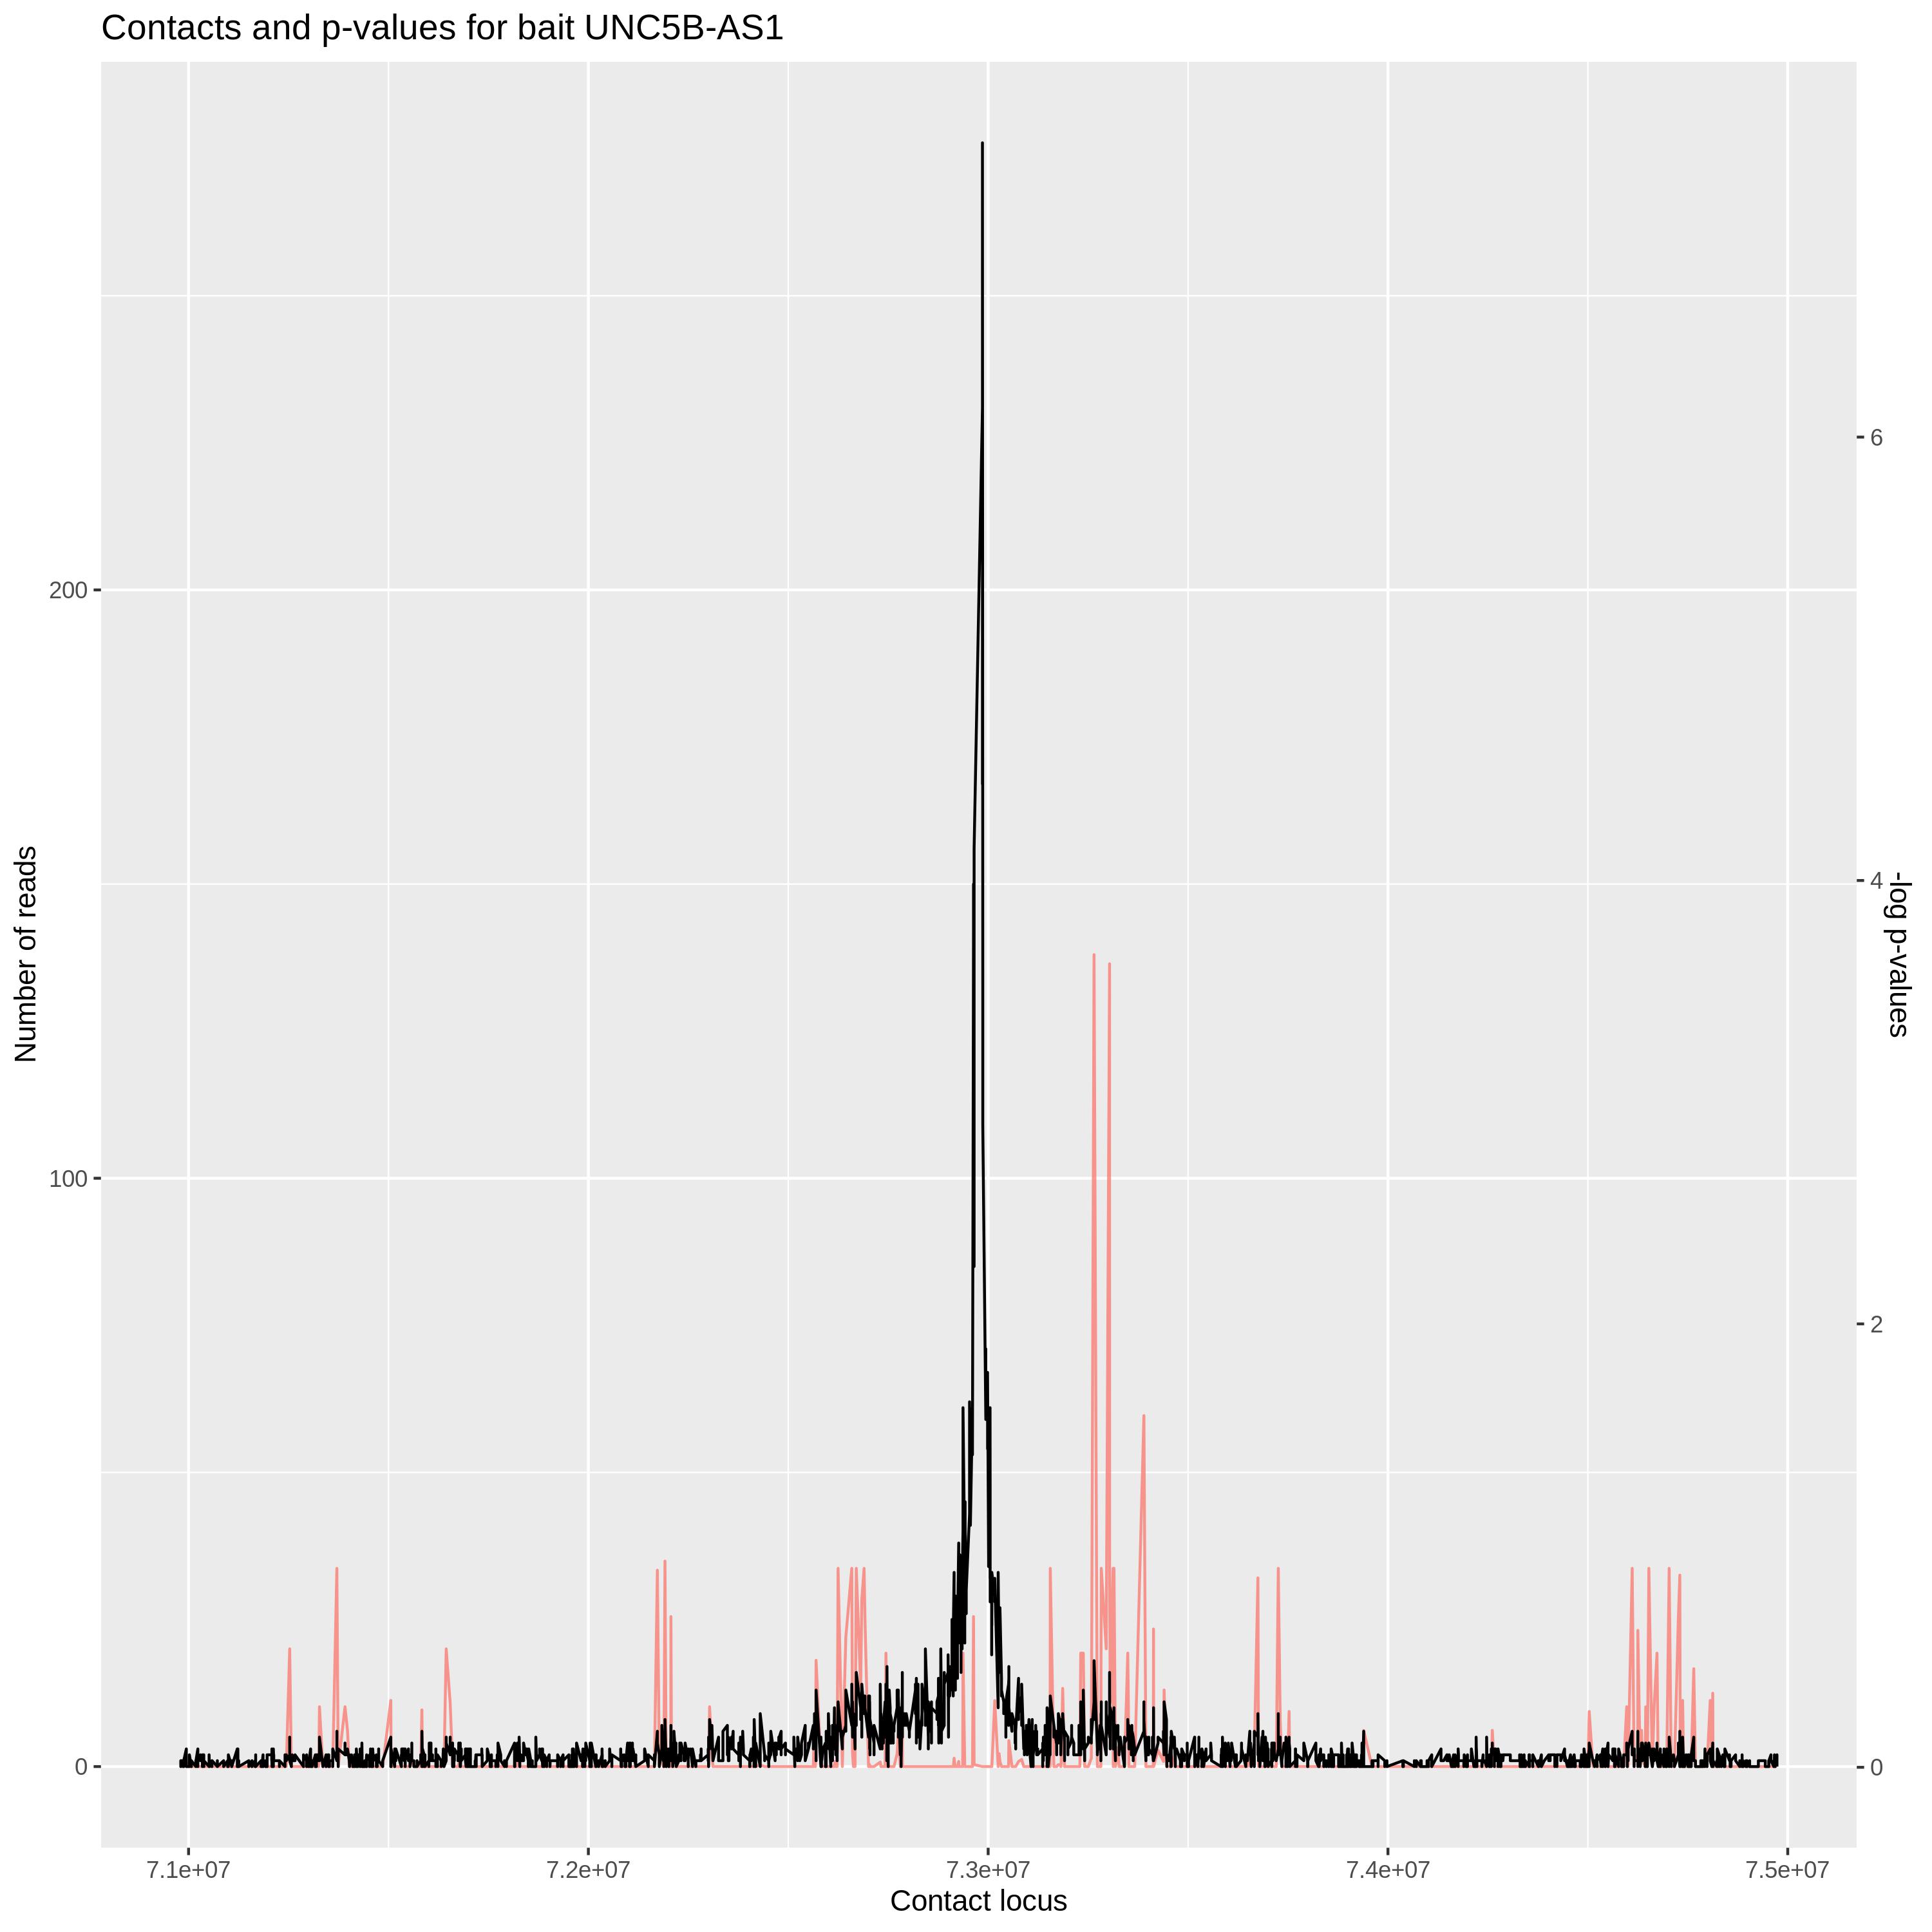 Contacts and p-values for bait UNC5B-AS1
200
100
0
Number of reads
6
4
2
0
-log p-values
7.1e+07
7.2e+07
7.3e+07
7.4e+07
7.5e+07
Contact locus